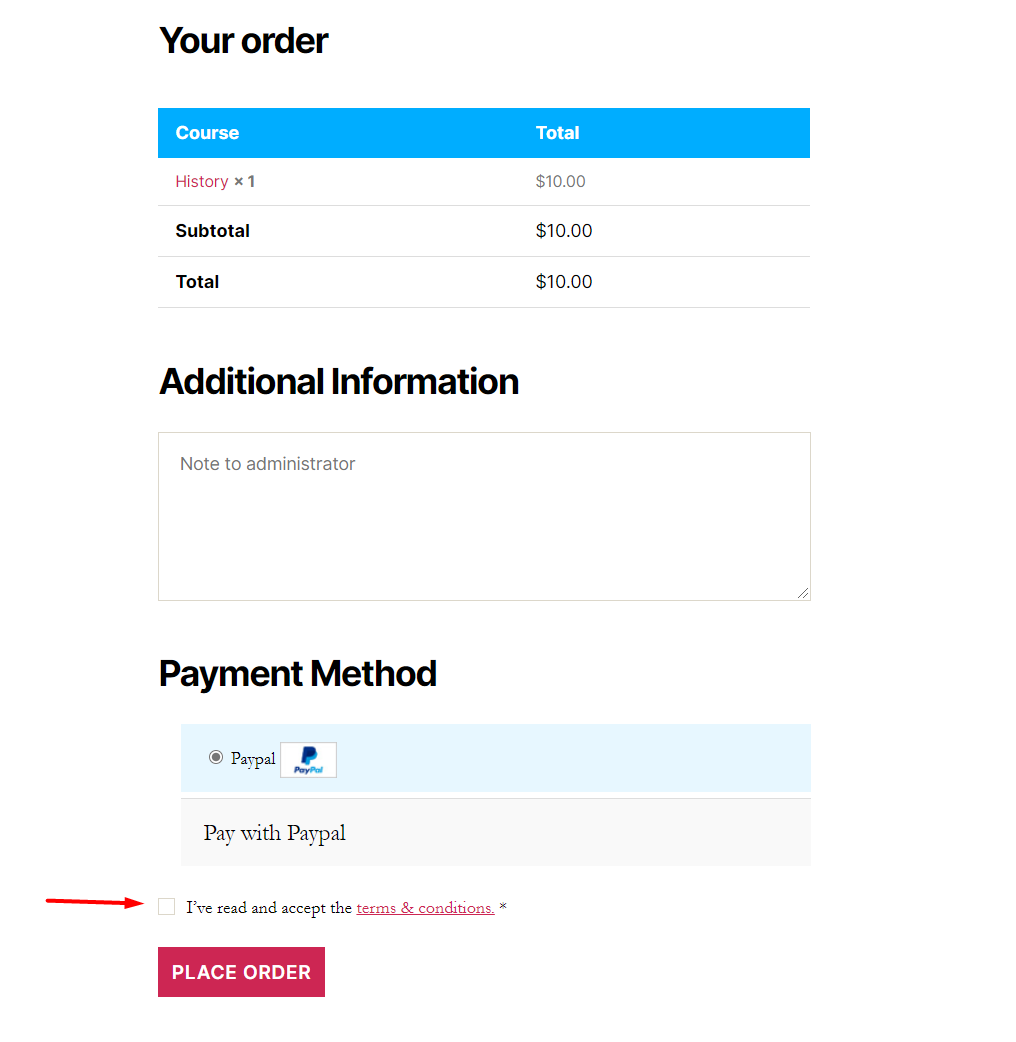 Your order
Course Total
History × 1 $10.00
Subtotal $10.00
Total $10.00
Additional Information
Note to administrator
Payment Method
Paypal PayPal
Pay with Paypal
I’ve read and accept the terms & conditions. *
PLACE ORDER